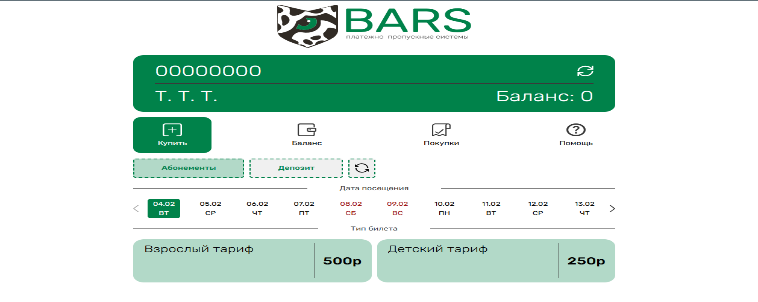 BARS
платежно пропускные системы
00000000
Т. Т. Т. Баланс: 0
Купить Баланс Покупки Помощь
Абонементы Депозит
Дата посещения
04.02 05.02 06.02 07.02 08.02 09.02 10.02 11.02 12.02 13.02
ВТ СР ЧТ ПТ СБ ВС ПН ВТ СР ЧТ
Тип билета
Взрослый тариф Детский тариф
500р 250р